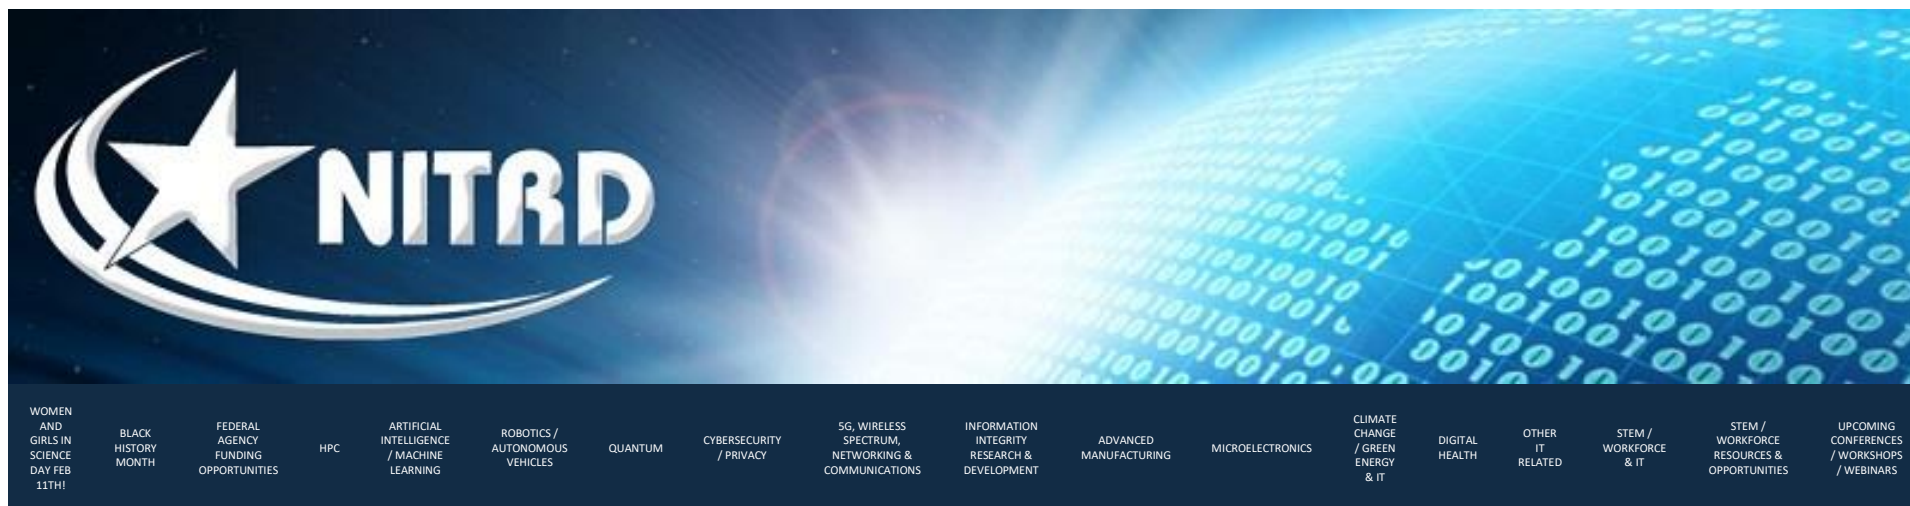 NITRD
WOMEN
AND
GIRLS IN
SCIENCE
DAY FEB
11TH!
BLACK
HISTORY
MONTH
FEDERAL
AGENCY
FUNDING
OPPORTUNITIES
HPC
ARTIFICIAL
INTELLIGENCE
/ MACHINE
LEARNING
ROBOTICS /
AUTONOMOUS
VEHICLES
QUANTUM
CYBERSECURITY
/ PRIVACY
5G, WIRELESS
SPECTRUM,
NETWORKING &
COMMUNICATIONS
INFORMATION
INTEGRITY
RESEARCH &
DEVELOPMENT
ADVANCED
MANUFACTURING
MICROELECTRONICS
CLIMATE
CHANGE
/ GREEN
ENERGY
& IT
DIGITAL
HEALTH
OTHER
IT
RELATED
STEM /
WORKFORCE
& IT
STEM /
WORKFORCE
RESOURCES &
OPPORTUNITIES
UPCOMING
CONFERENCES
/ WORKSHOPS
/ WEBINARS